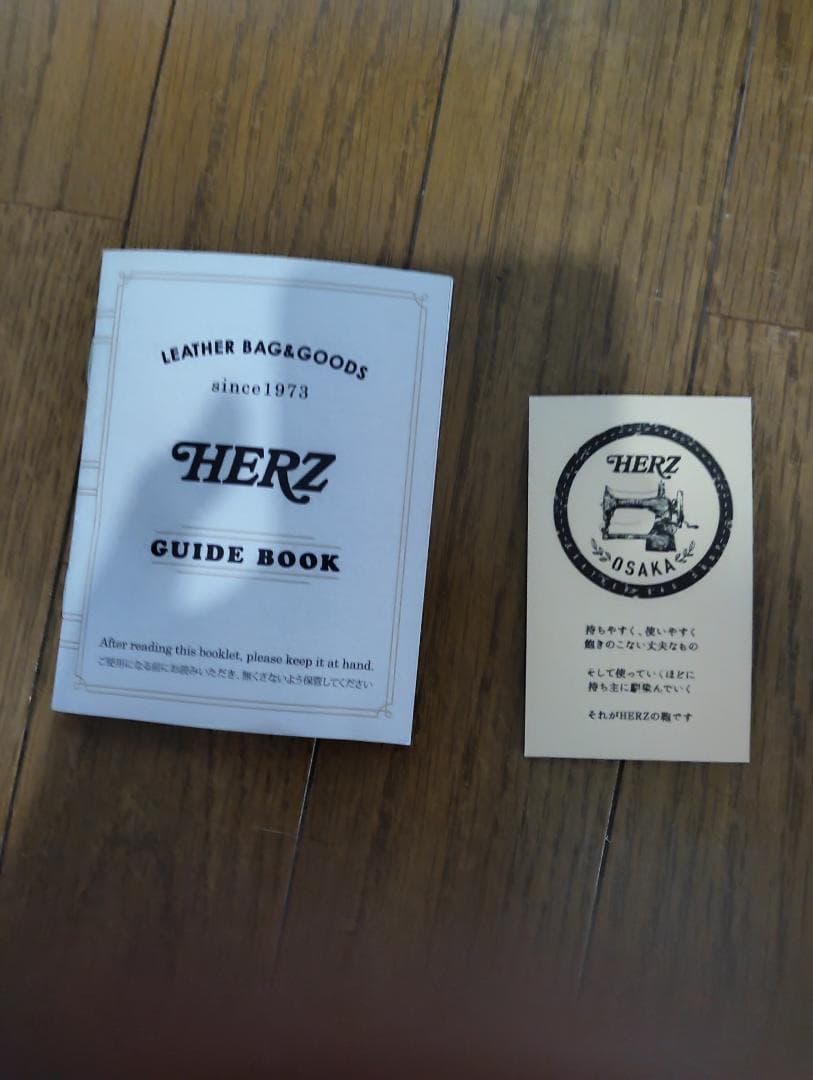 LEATHER BAG&GOODS
since1973
HERZ
GUIDE BOOK
After reading this booklet, please keep it at hand.
ご使用になる前にお読みいただき、無くさないよう保管してください
HERZ
OSAKA
持ちやすく、使いやすく
飽きのこない丈夫なもの
そして使っていくほどに
持ち主に馴染んでいく
それがHERZの鞄です